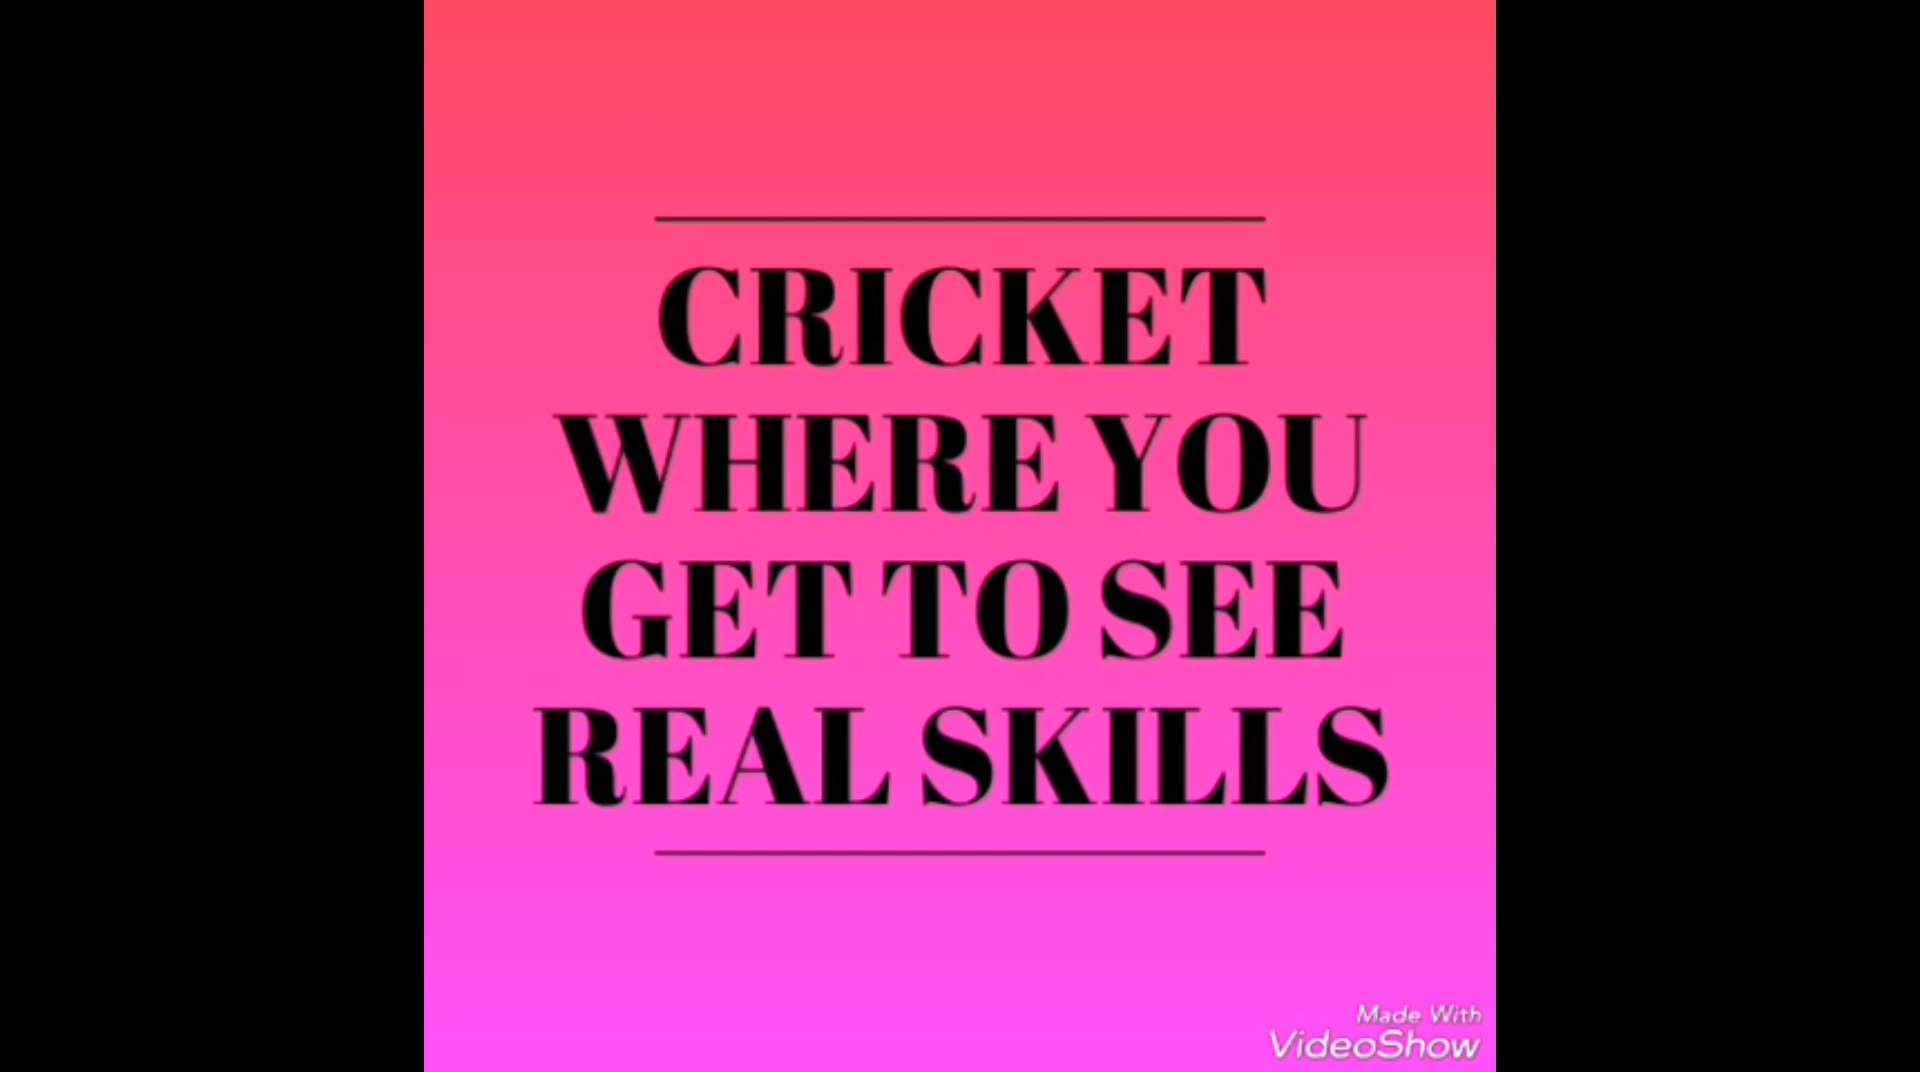 CRICKET
WHERE YOU
GET TO SEE
REAL SKILLS
Made With
VideoShow